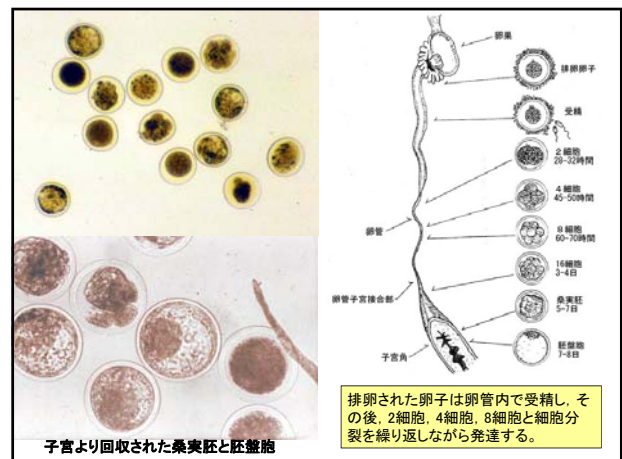 子宮より回収された桑実胚と胚盤胞
卵巣
排卵卵子
受精
2細胞
28-32時間
4細胞
45-50時間
8細胞
60-70時間
16細胞
3-4日
桑実胚
5-7日
胚盤胞
7-8日
卵管
卵管子宮接合部
子宮角
排卵された卵子は卵管内で受精し, そ
の後, 2細胞, 4細胞, 8細胞と細胞分
裂を繰り返しながら発達する。